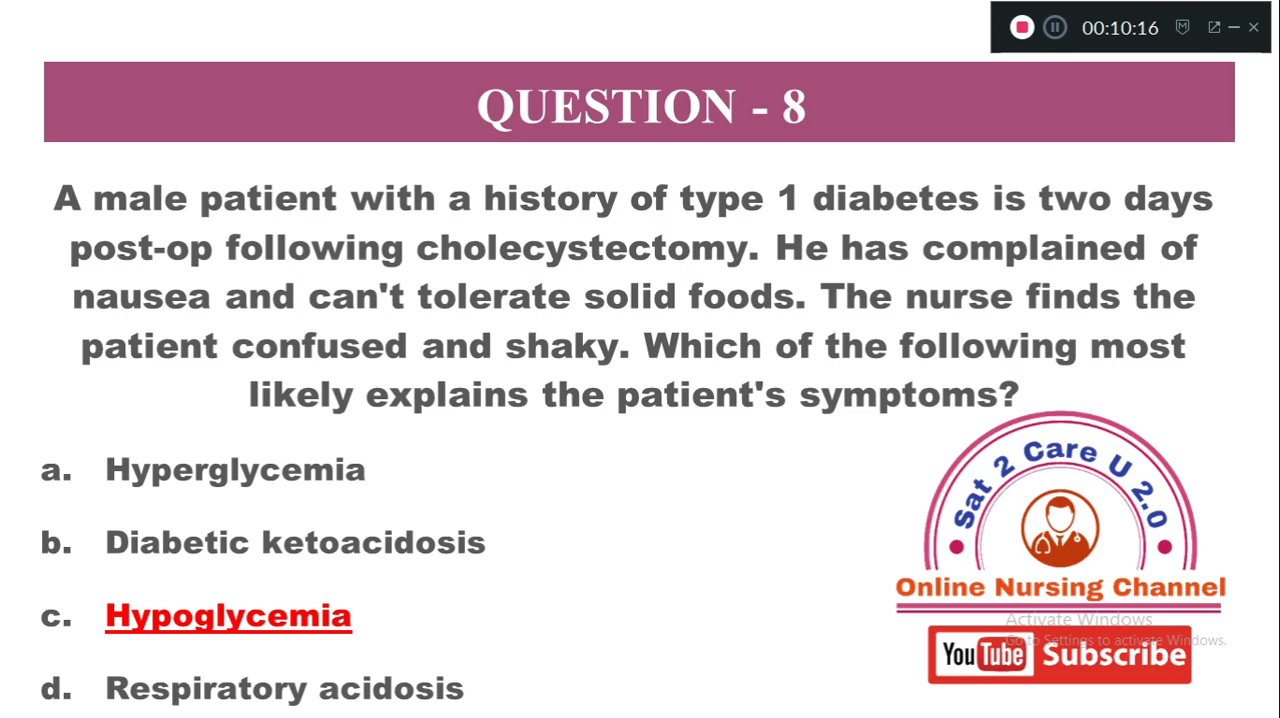 00:10:16
QUESTION - 8
A male patient with a history of type 1 diabetes is two days
post-op following cholecystectomy. He has complained of
nausea and can't tolerate solid foods. The nurse finds the
patient confused and shaky. Which of the following most
likely explains the patient's symptoms?
a. Hyperglycemia
b. Diabetic ketoacidosis
c. Hypoglycemia
d. Respiratory acidosis
Sat 2 Care U 2.0
Online Nursing Channel
Activate Windows
Go to Settings to activate Windows.
YouTube Subscribe